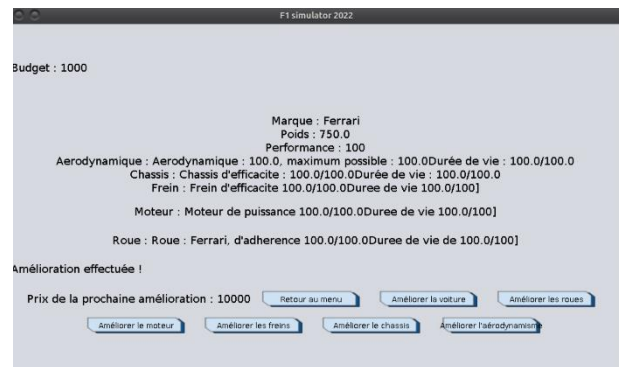 F1 simulator 2022
Budget : 1000
Marque : Ferrari
Poids : 750.0
Performance : 100
Aerodynamique : Aerodynamique : 100.0, maximum possible : 100.0Durée de vie : 100.0/100.0
Chassis : Chassis d'efficacite : 100.0/100.0Durée de vie : 100.0/100.0
Frein : Frein d'efficacite 100.0/100.0Duree de vie 100.0/100]
Moteur : Moteur de puissance 100.0/100.0Duree de vie 100.0/100]
Roue : Roue : Ferrari, d'adherence 100.0/100.0Duree de vie de 100.0/100]
Amélioration effectuée !
Prix de la prochaine amélioration : 10000 Retour au menu Améliorer la voiture Améliorer les roues
Améliorer le moteur Améliorer les freins Améliorer le chassis Améliorer l'aérodynamisme